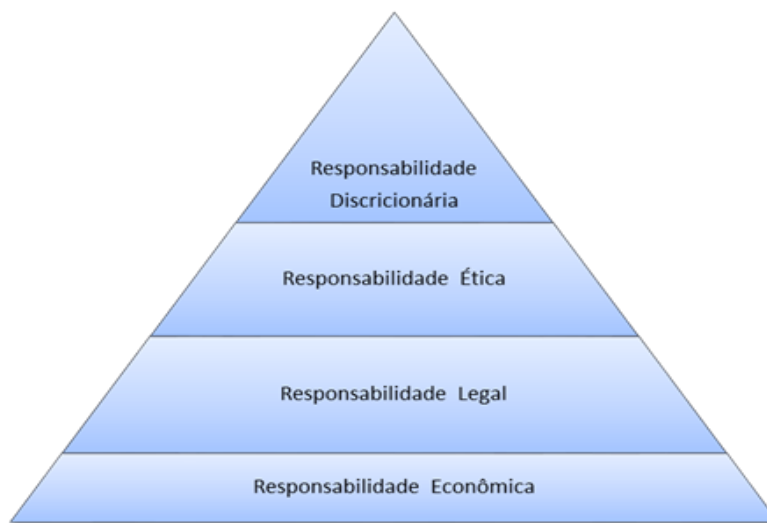 Responsabilidade
Discricionária
Responsabilidade Ética
Responsabilidade Legal
Responsabilidade Econômica